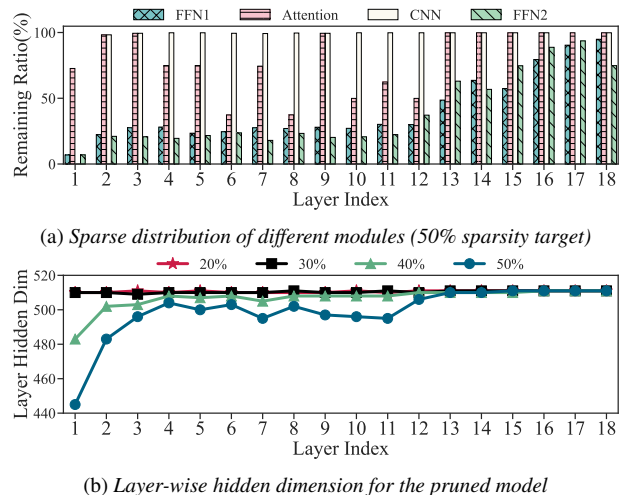 FFN1 Attention CNN FFN2
Remaining Ratio(%)
100
50
0
1 2 3 4 5 6 7 8 9 10 11 12 13 14 15 16 17 18
Layer Index
(a) Sparse distribution of different modules (50% sparsity target)
20% 30% 40% 50%
Layer Hidden Dim
520
500
480
460
440
1 2 3 4 5 6 7 8 9 10 11 12 13 14 15 16 17 18
Layer Index
(b) Layer-wise hidden dimension for the pruned model